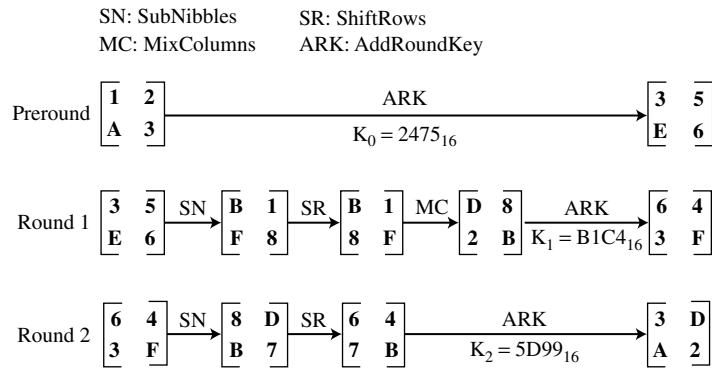 SN: SubNibbles SR: ShiftRows
MC: MixColumns ARK: AddRoundKey
Preround 1 2 ARK 3 5
A 3 K0 = 247516 E 6
Round 1 3 5 SN B 1 SR B 1 MC D 8 ARK 6 4
E 6 F 8 8 F 2 B K1 = B1C416 3 F
Round 2 6 4 SN 8 D SR 6 4 ARK 3 D
3 F B 7 7 B K2 = 5D9916 A 2